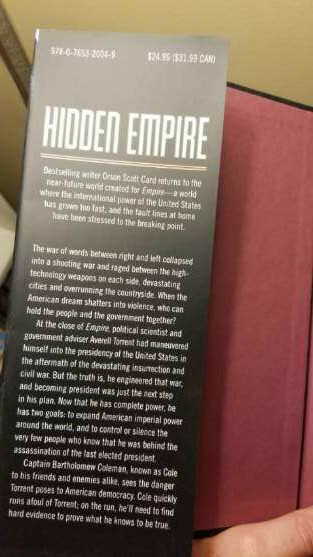 978-0-7653-2004-9 $24.95 ($31.99 CAN)
HIDDEN EMPIRE
Bestselling writer Orson Scott Card returns to the
near-future world created for Empire—a world
where the international power of the United States
has grown too fast, and the fault lines at home
have been stressed to the breaking point.
The war of words between right and left collapsed
into a shooting war and raged between the high-
technology weapons on each side, devastating
cities and overrunning the countryside. When the
American dream shatters into violence, who can
hold the people and the government together?
At the close of Empire, political scientist and
government adviser Averell Torrent had maneuvered
himself into the presidency of the United States in
the aftermath of the devastating insurrection and
civil war. But the truth is, he engineered that war,
and becoming president was just the next step
in his plan. Now that he has complete power, he
has two goals: to expand American imperial power
around the world, and to control or silence the
very few people who know that he was behind the
assassination of the last elected president.
Captain Bartholomew Coleman, known as Cole
to his friends and enemies alike, sees the danger
Torrent poses to American democracy. Cole quickly
runs afoul of Torrent; on the run, he'll need to find
hard evidence to prove what he knows to be true.